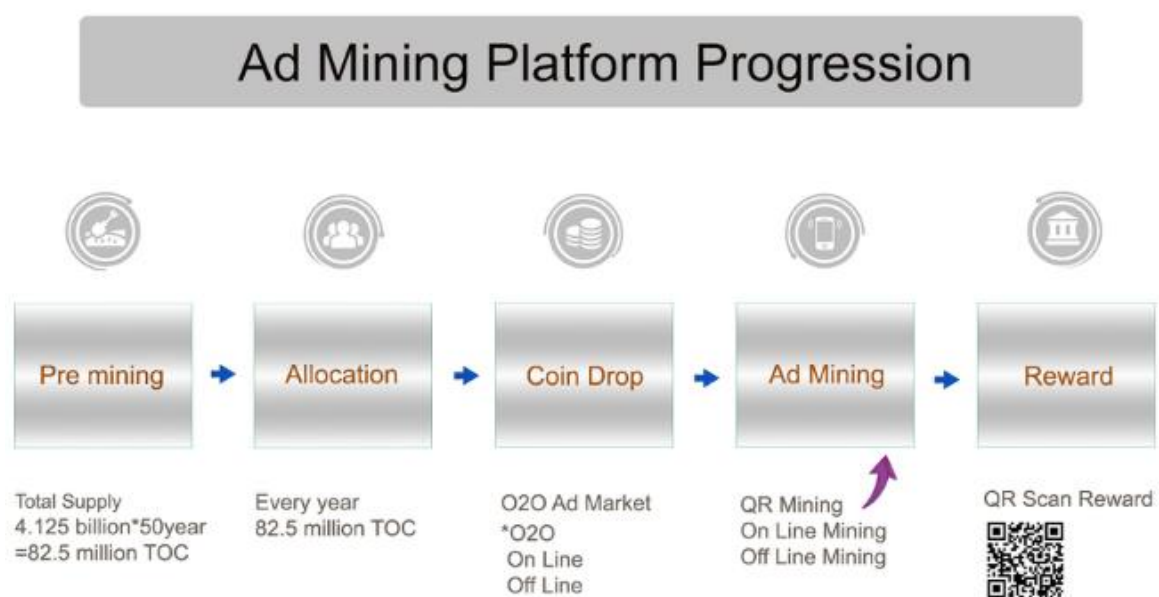 Ad Mining Platform Progression
Pre mining
Allocation
Coin Drop
Ad Mining
Reward
Total Supply
4.125 billion*50year
=82.5 million TOC
Every year
82.5 million TOC
O2O Ad Market
*O2O
On Line
Off Line
QR Mining
On Line Mining
Off Line Mining
QR Scan Reward